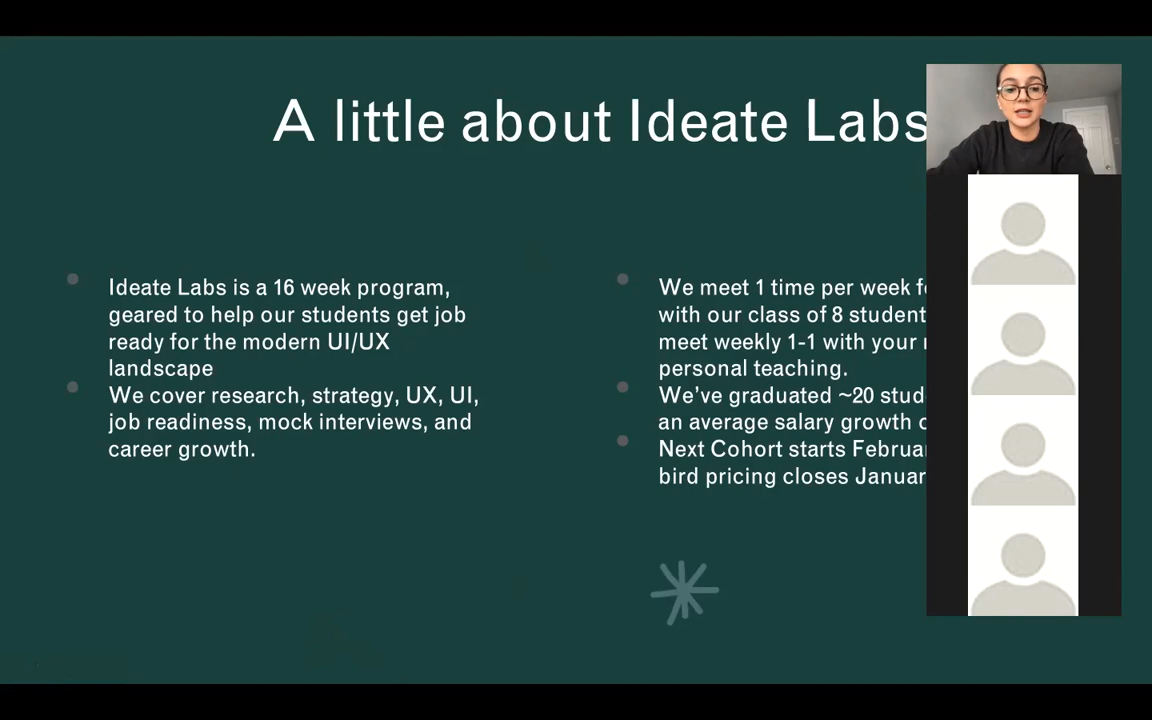 A little about Ideate Labs
Ideate Labs is a 16 week program,
geared to help our students get job
ready for the modern UI/UX
landscape
We cover research, strategy, UX, UI,
job readiness, mock interviews, and
career growth.
We meet 1 time per week
with our class of 8
meet weekly 1-1 with your
personal teaching.
We’ve graduated ~20
an average salary growth
Next Cohort starts
bird pricing closes